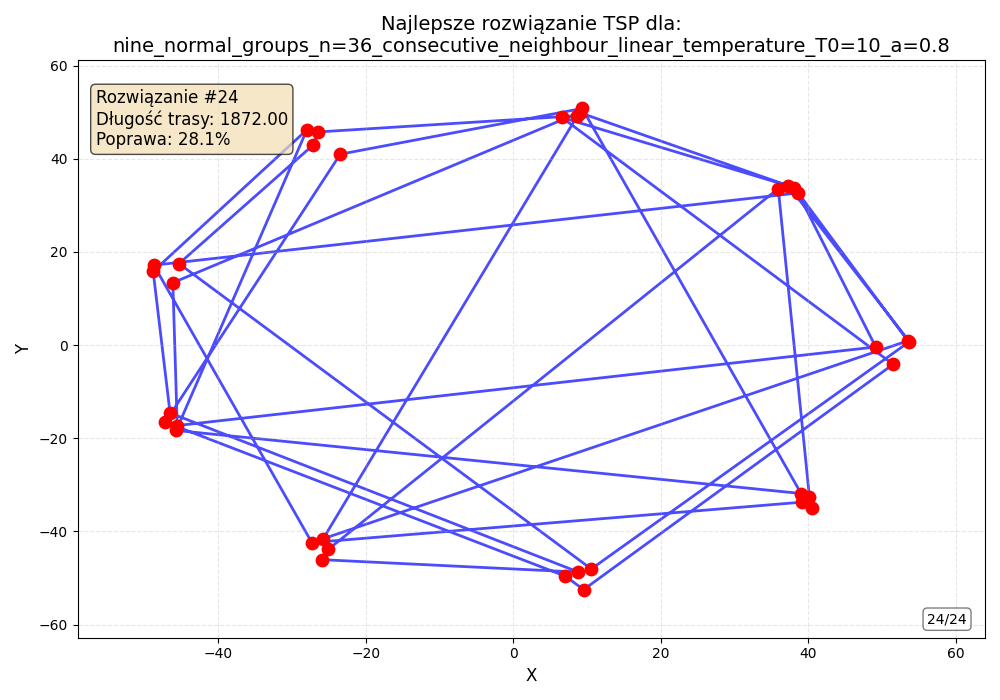 Najlepsze rozwiązanie TSP dla:
nine_normal_groups_n=36_consecutive_neighbour_linear_temperature_T0=10_a=0.8
Rozwiązanie #24
Długość trasy: 1872.00
Poprawa: 28.1%
60
40
20
0
−20
−40
−60
Y
24/24
−40
−20
0
20
40
60
X